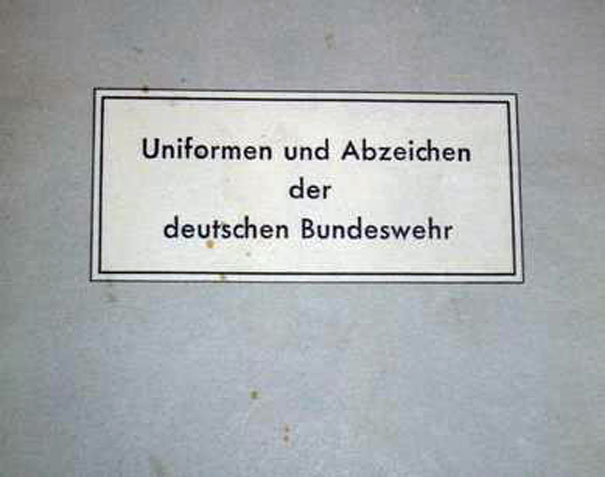 Uniformen und Abzeichen
der
deutschen Bundeswehr